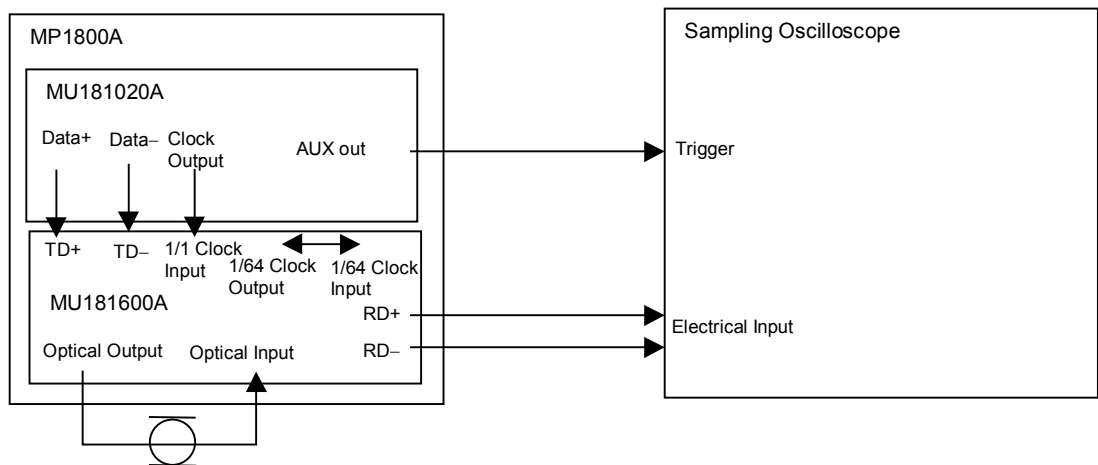 MP1800A
Sampling Oscilloscope
MU181020A
Data+
Data−
Clock
Output
AUX out
Trigger
TD+
TD−
1/1 Clock
Input
1/64 Clock
Output
1/64 Clock
Input
MU181600A
RD+
Electrical Input
Optical Output
Optical Input
RD−